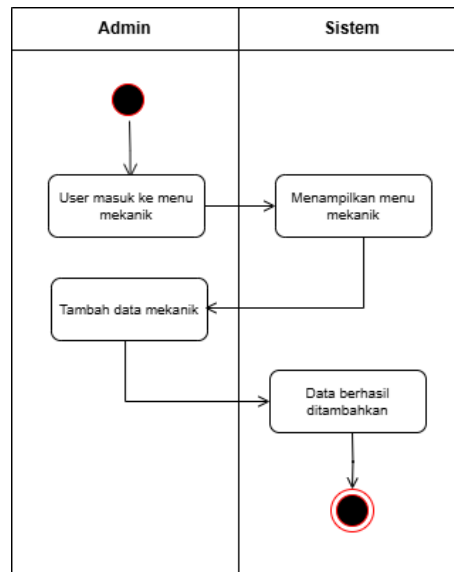 Admin
Sistem
User masuk ke menu
mekanik
Menampilkan menu
mekanik
Tambah data mekanik
Data berhasil
ditambahkan